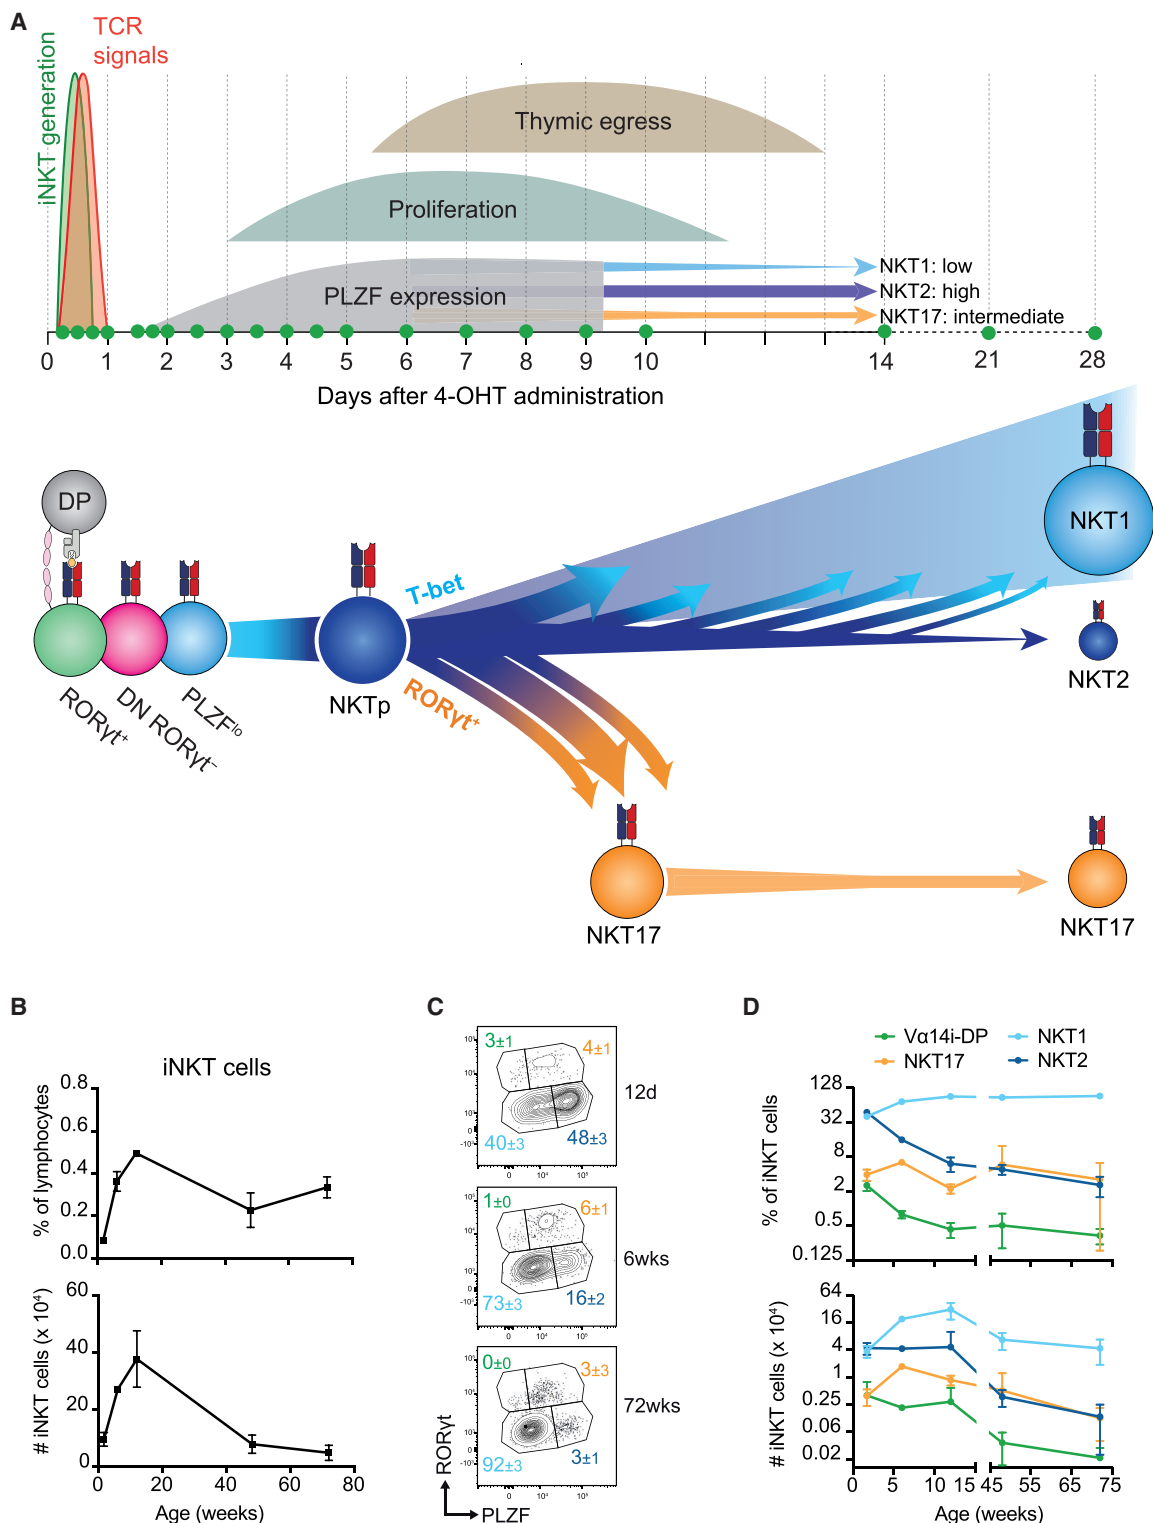 A
TCR
signals
iNKT generation
Thymic egress
Proliferation
PLZF expression
NKT1: low
NKT2: high
NKT17: intermediate
0 1 2 3 4 5 6 7 8 9 10 14 21 28
Days after 4-OHT administration
DP
NKT1
T-bet
NKTp
NKT2
RORγt⁺
DN RORγt⁻
PLZFˡᵒ
RORγt⁺
NKT17
NKT17
B
iNKT cells
% of lymphocytes
0.8
0.6
0.4
0.2
0.0
# iNKT cells (x 10⁴)
60
40
20
0
0 20 40 60 80
Age (weeks)
C
3±1
4±1
40±3
48±3
12d
1±0
6±1
73±3
16±2
6wks
0±0
3±3
92±3
3±1
72wks
RORγt
PLZF
D
Vα14i-DP
NKT1
NKT17
NKT2
% of iNKT cells
128
32
8
2
0.5
0.125
# iNKT cells (x 10⁴)
64
16
4
1
0.25
0.06
0.02
0 5 10 15 45 55 65 75
Age (weeks)